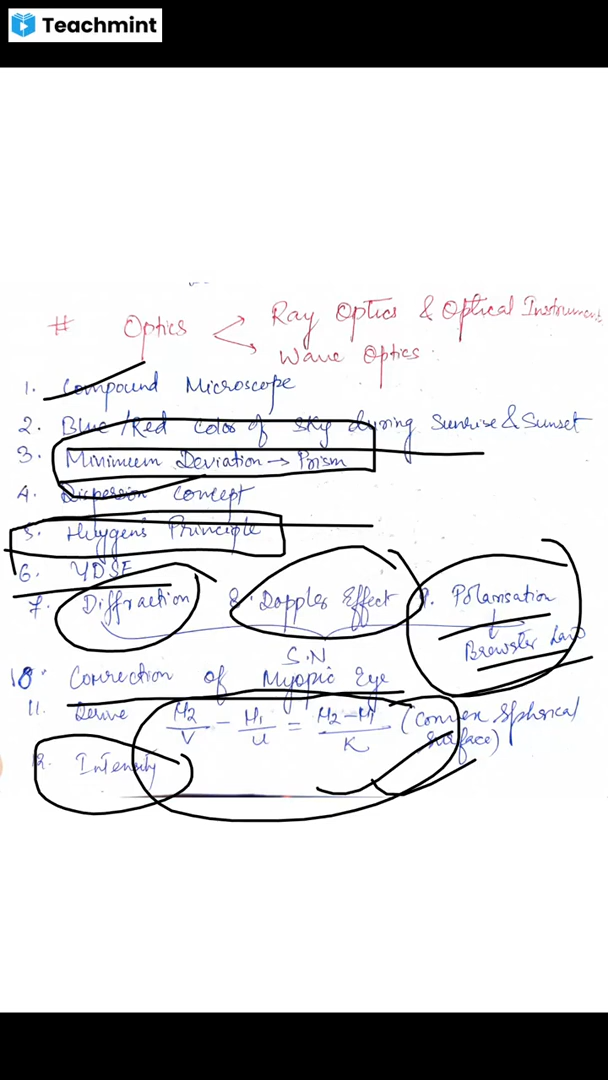 Teachmint
# Optics < Ray Optics & Optical Instruments
Wave Optics
1. Compound Microscope
2. Blue/Red color of sky during Sunrise & Sunset
3. Minimum Deviation → Prism
4. Dispersion Concept
5. Huygens Principle
6. YDSE
7. Diffraction 8. Dopples Effect 9. Polarisation
Brewster Law
S.N
10. Correction of Myopic Eye
11. Derive μ2/V - μ1/u = μ2-μ1/R (Convex Spherical Surface)
12. Intensity